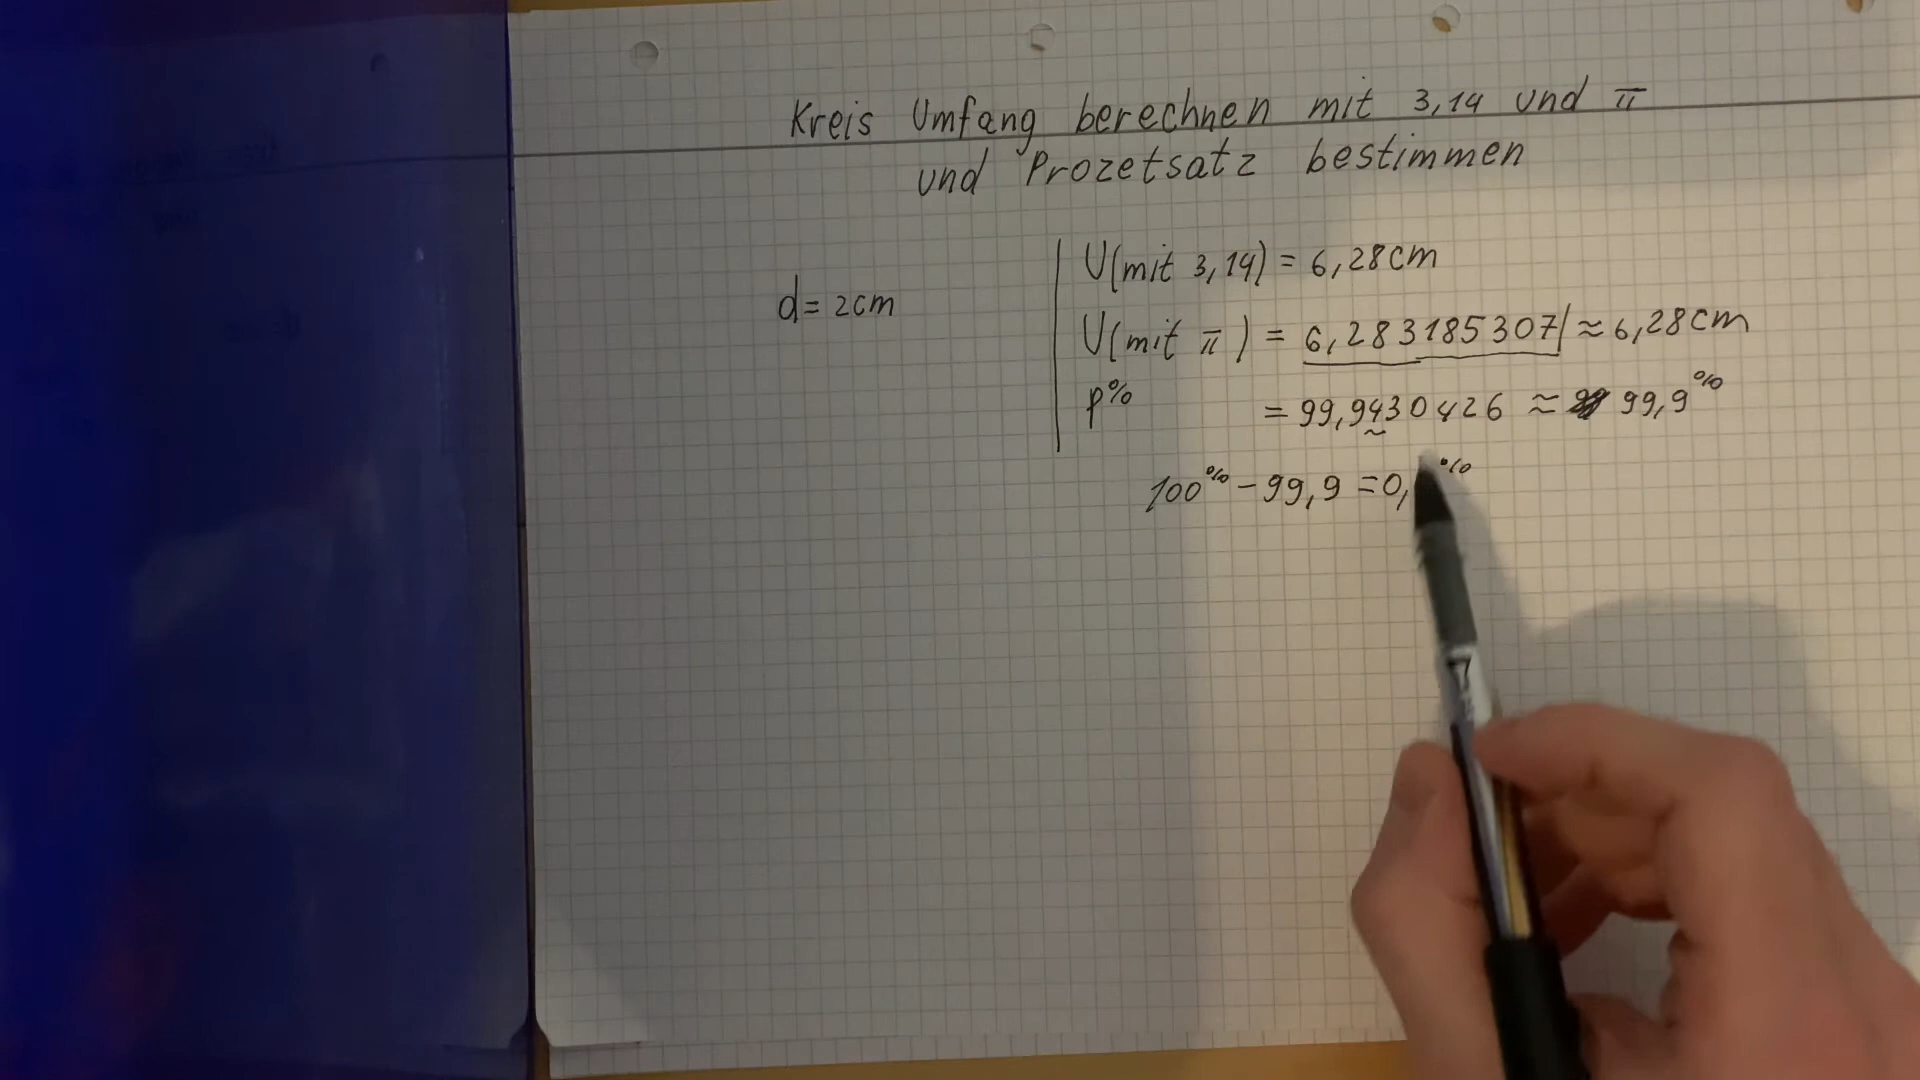 Kreis Umfang berechnen mit 3,14 und π
und Prozetsatz bestimmen
d= 2cm
U(mit 3,14) = 6,28cm
U(mit π) = 6,283185307| ≈ 6,28cm
p% = 99,9430426 ≈ 99,9%
100% - 99,9 = 0, %